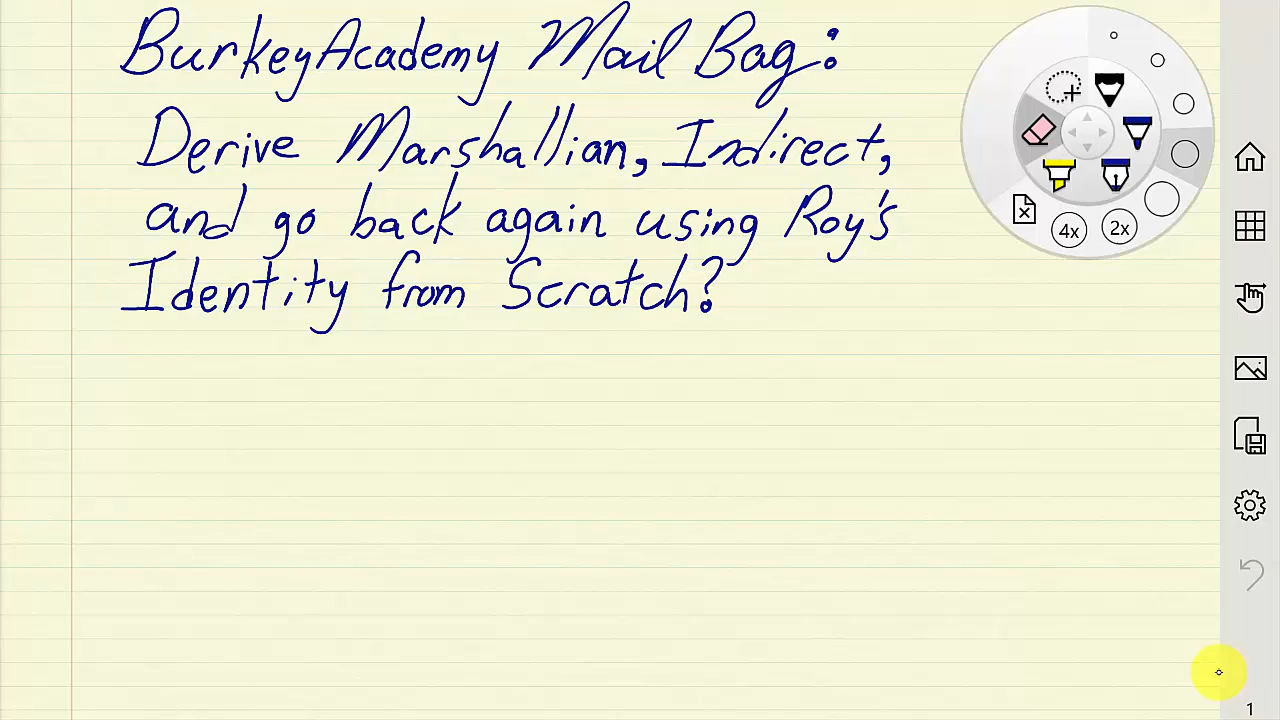 BurkeyAcademy Mail Bag:
Derive Marshallian, Indirect,
and go back again using Roy's
Identity from Scratch?
4x
2x
1